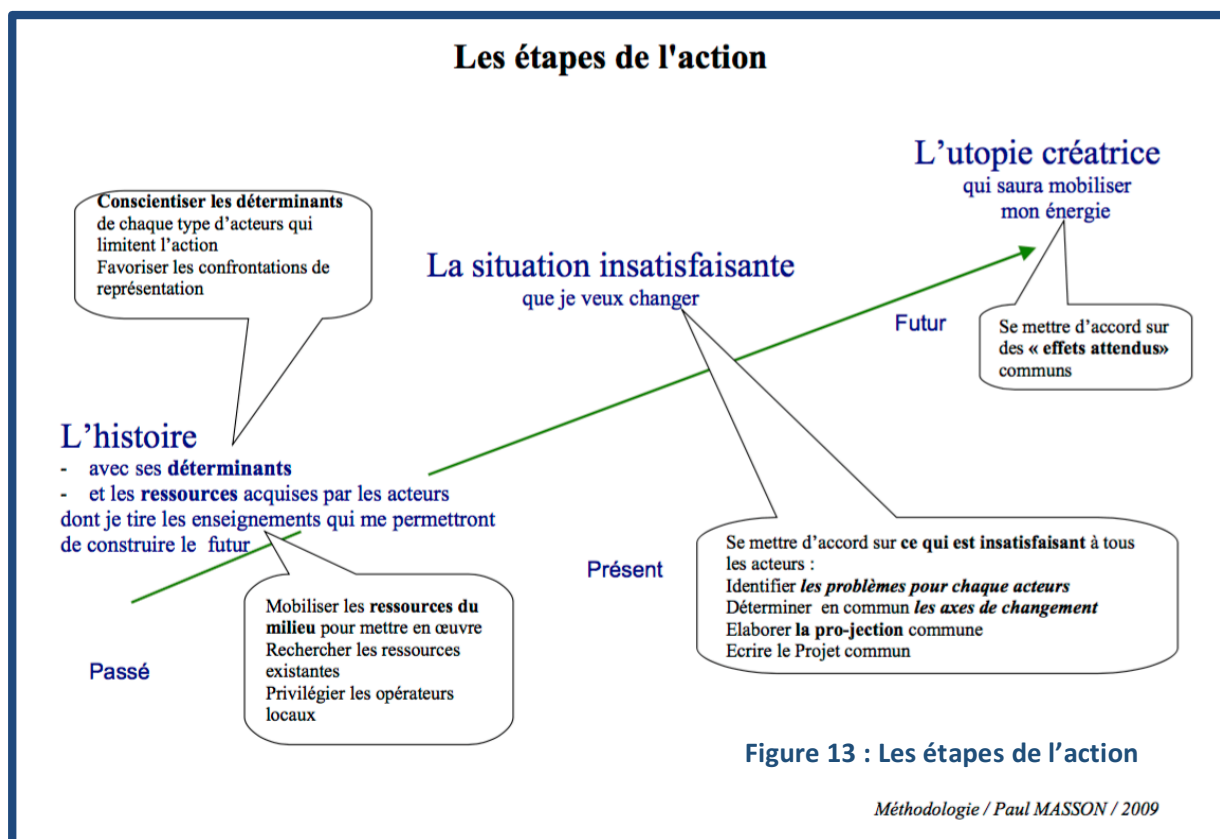 Les étapes de l'action
L'utopie créatrice
qui saura mobiliser
mon énergie
Conscientiser les déterminants
de chaque type d'acteurs qui
limitent l'action
Favoriser les confrontations de
représentation
La situation insatisfaisante
que je veux changer
Futur
Se mettre d'accord sur
des « effets attendus»
communs
L'histoire
- avec ses déterminants
- et les ressources acquises par les acteurs
dont je tire les enseignements qui me permettront
de construire le futur
Présent
Se mettre d'accord sur ce qui est insatisfaisant à tous
les acteurs :
Identifier les problèmes pour chaque acteurs
Déterminer en commun les axes de changement
Elaborer la pro-jection commune
Ecrire le Projet commun
Passé
Mobiliser les ressources du
milieu pour mettre en œuvre
Rechercher les ressources
existantes
Privilégier les opérateurs
locaux
Figure 13 : Les étapes de l'action
Méthodologie / Paul MASSON / 2009